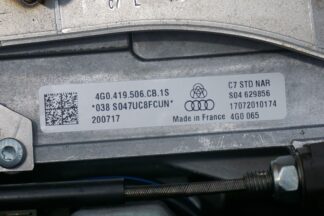 4G0.419.506.CB.1S
*038 S047UC8FCUN*
200717
Made in France
C7 STD NAR
S04 629856
17072010174
4G0 065